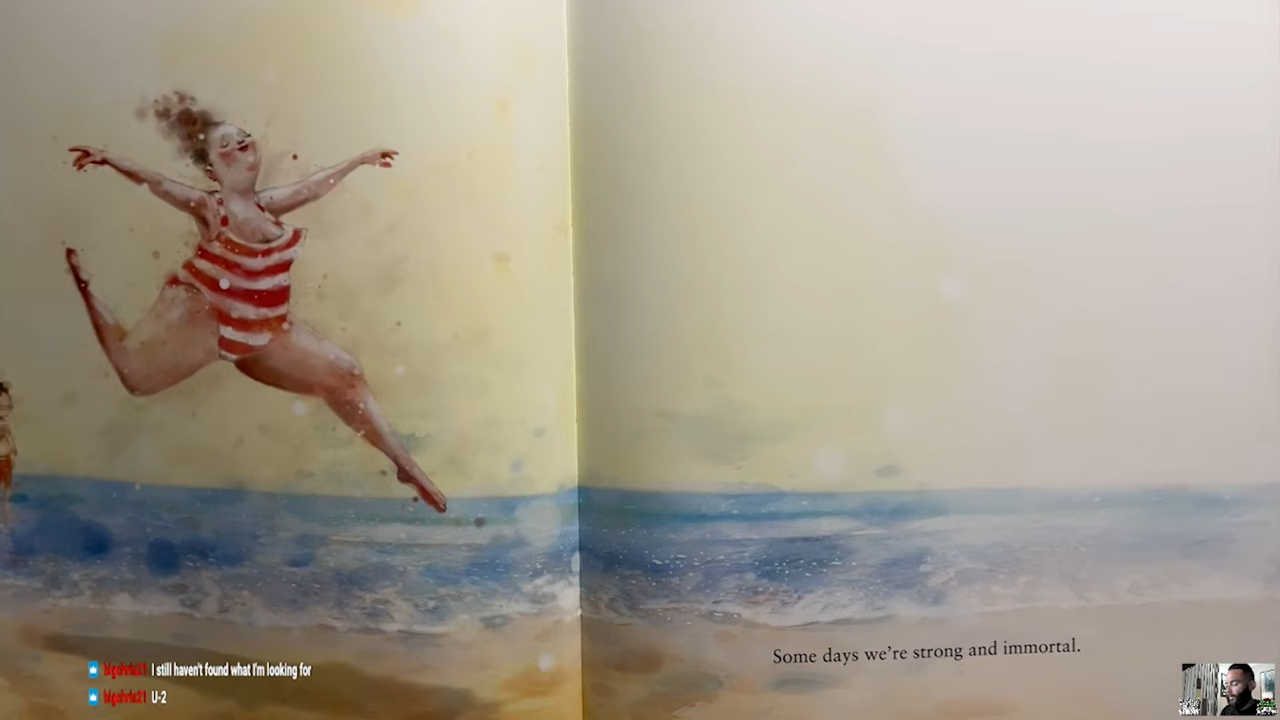 Some days we're strong and immortal.
I still haven't found what I'm looking for
U-2